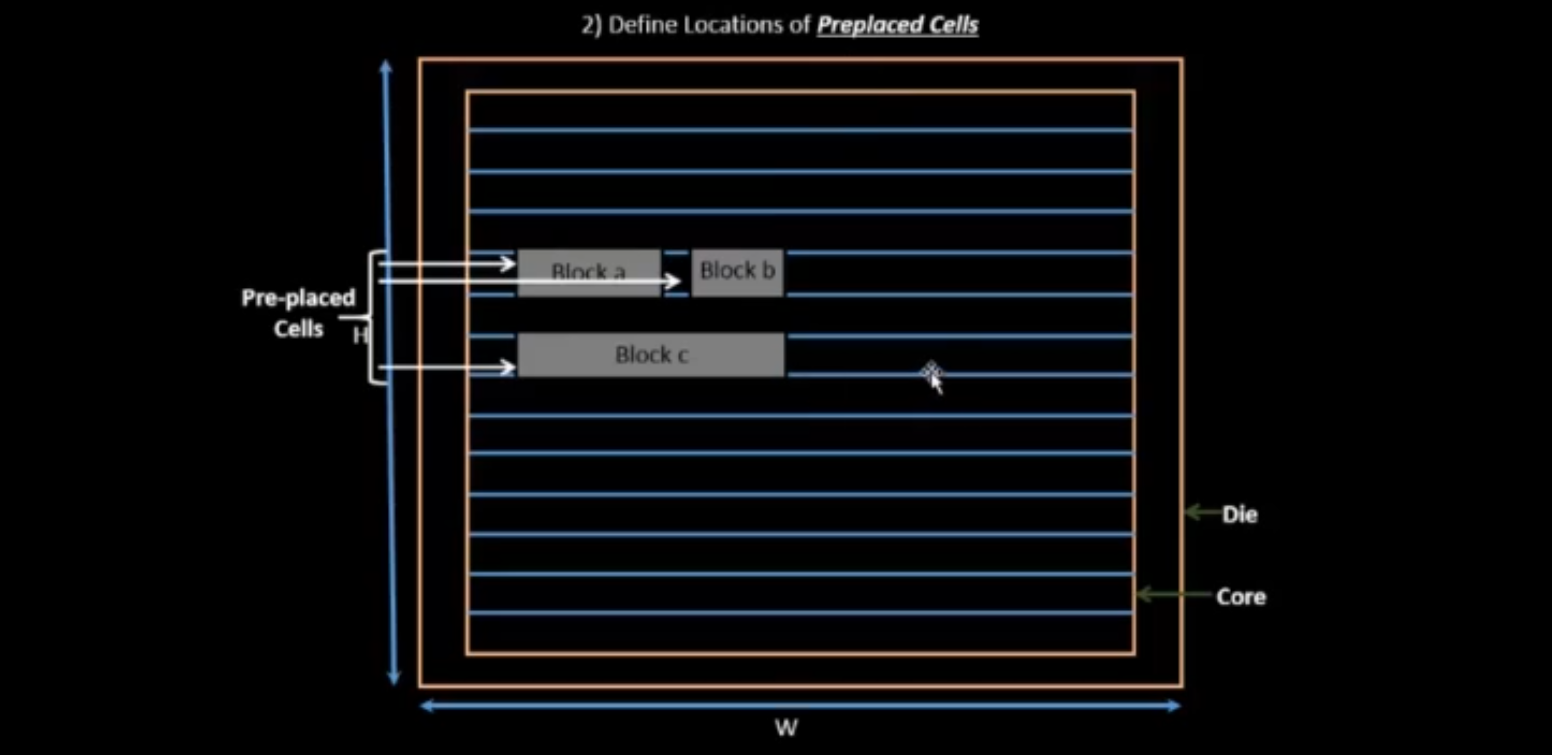 2) Define Locations of Preplaced Cells
Block a
Block b
Pre-placed
Cells
H
Block c
Die
Core
W